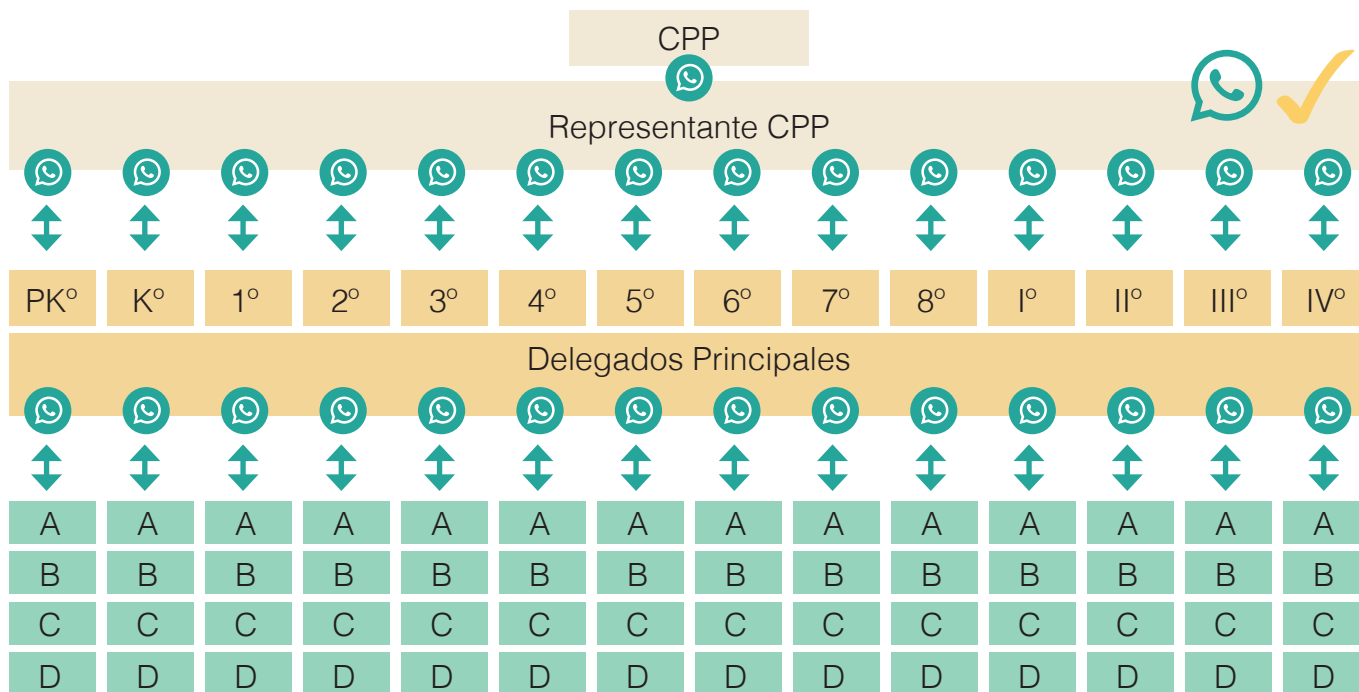 CPP
Representante CPP
PKº Kº 1º 2º 3º 4º 5º 6º 7º 8º Iº IIº IIIº IVº
Delegados Principales
A A A A A A A A A A A A A A
B B B B B B B B B B B B B B
C C C C C C C C C C C C C C
D D D D D D D D D D D D D D